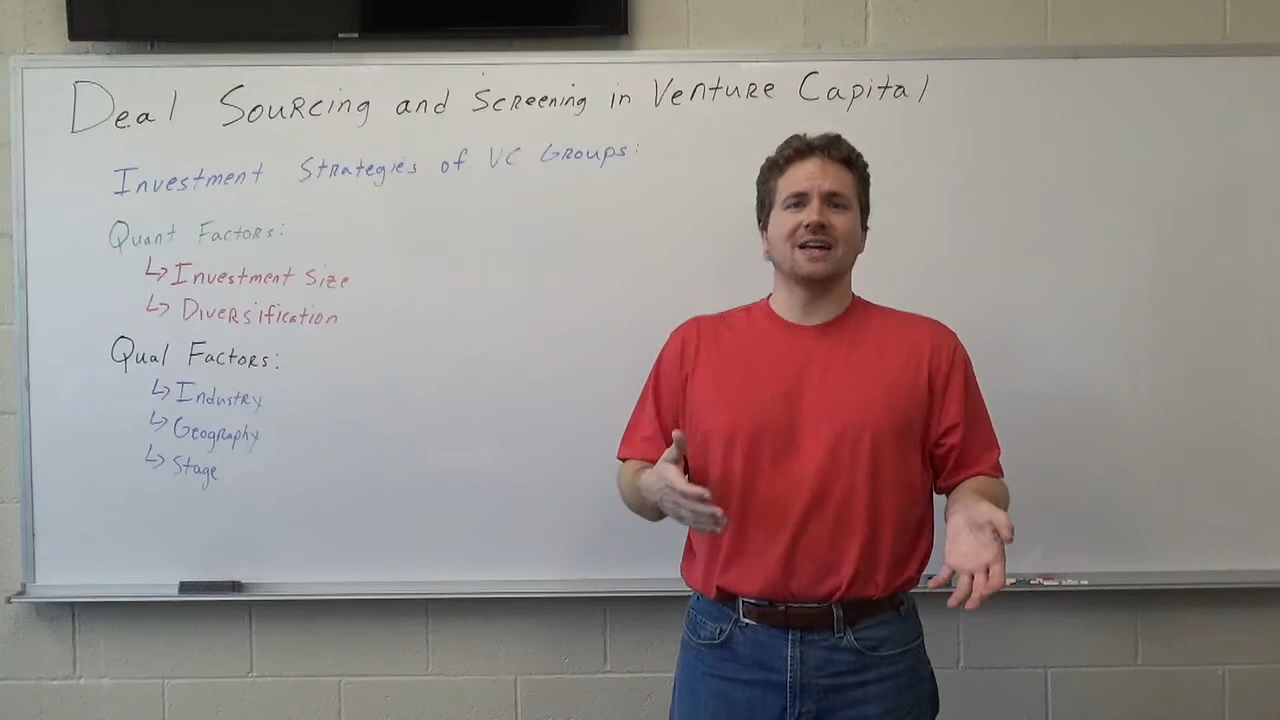 Deal Sourcing and Screening in Venture Capital
Investment Strategies of VC Groups:
Quant Factors:
↳ Investment Size
↳ Diversification
Qual Factors:
↳ Industry
↳ Geography
↳ Stage